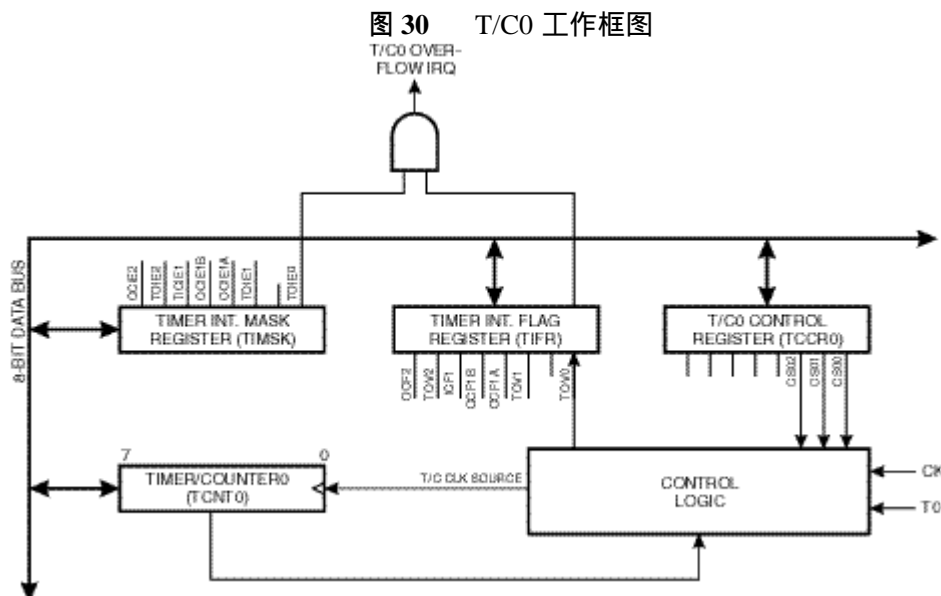 图 30 T/C0 工作框图
T/C0 OVER-
FLOW IRQ
8-BIT DATA BUS
OCIE2
TOIE2
TICIE1
OCIE1B
OCIE1A
TOIE1
TOIE0
TIMER INT. MASK
REGISTER (TIMSK)
TIMER INT. FLAG
REGISTER (TIFR)
T/C0 CONTROL
REGISTER (TCCR0)
OCF2
TOV2
ICF1
OCF1B
OCF1A
TOV1
TOV0
CS02
CS01
CS00
7
0
TIMER/COUNTER0
(TCNT0)
T/C CLK SOURCE
CONTROL
LOGIC
CK
T0